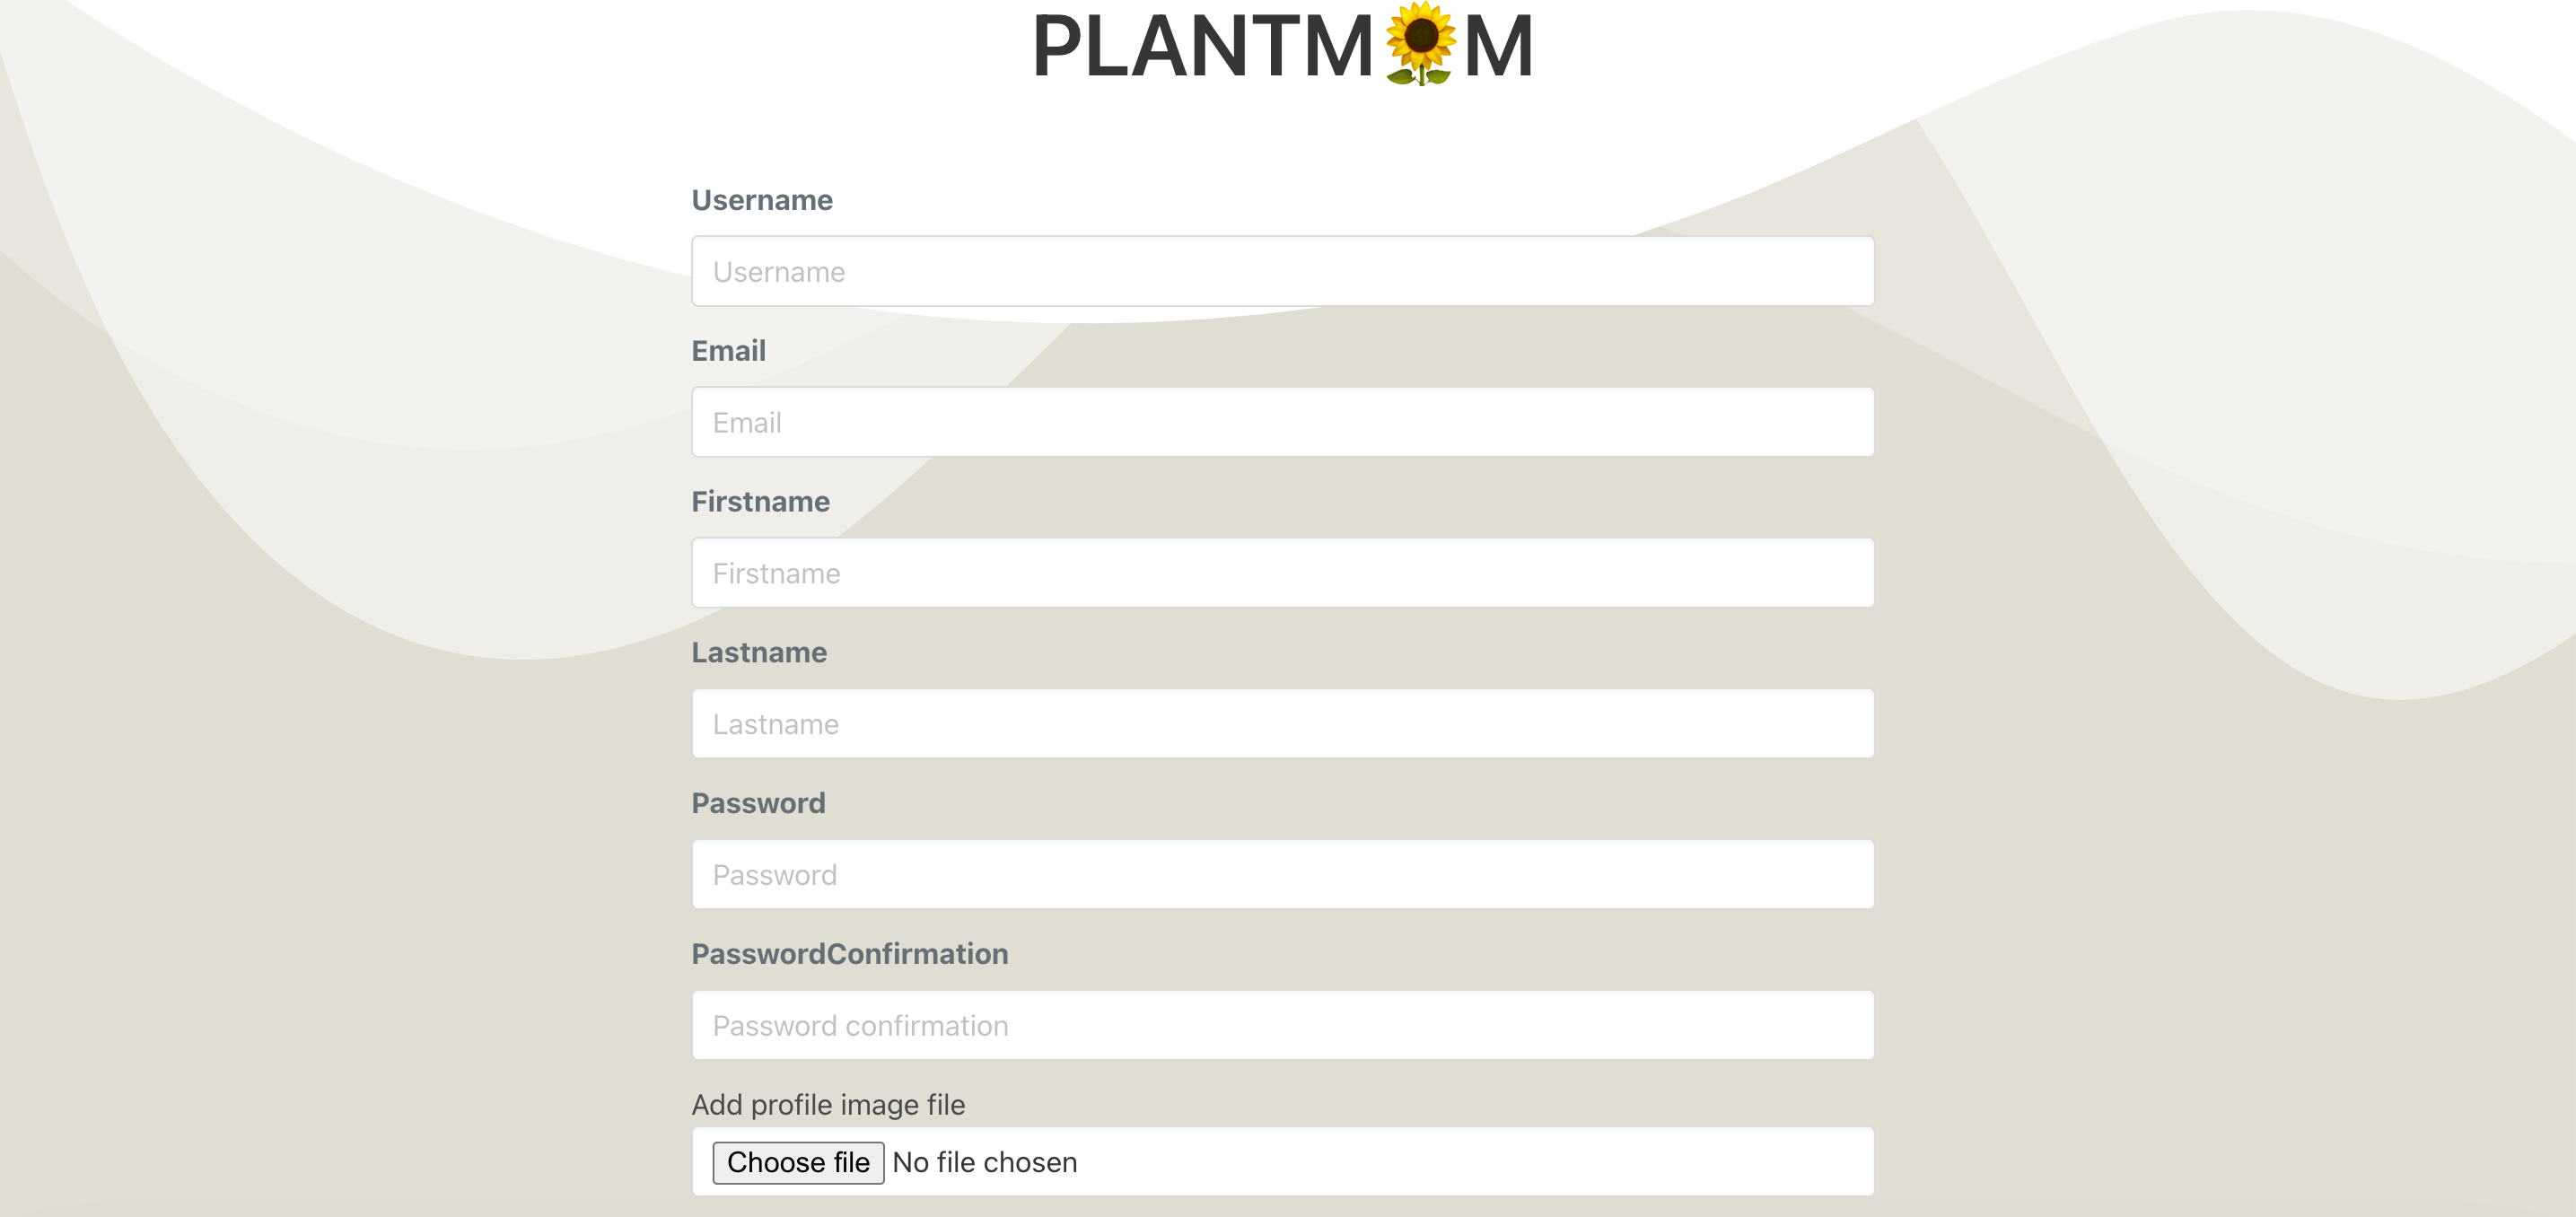 PLANTM🌻M
Username
Username
Email
Email
Firstname
Firstname
Lastname
Lastname
Password
Password
PasswordConfirmation
Password confirmation
Add profile image file
Choose file No file chosen